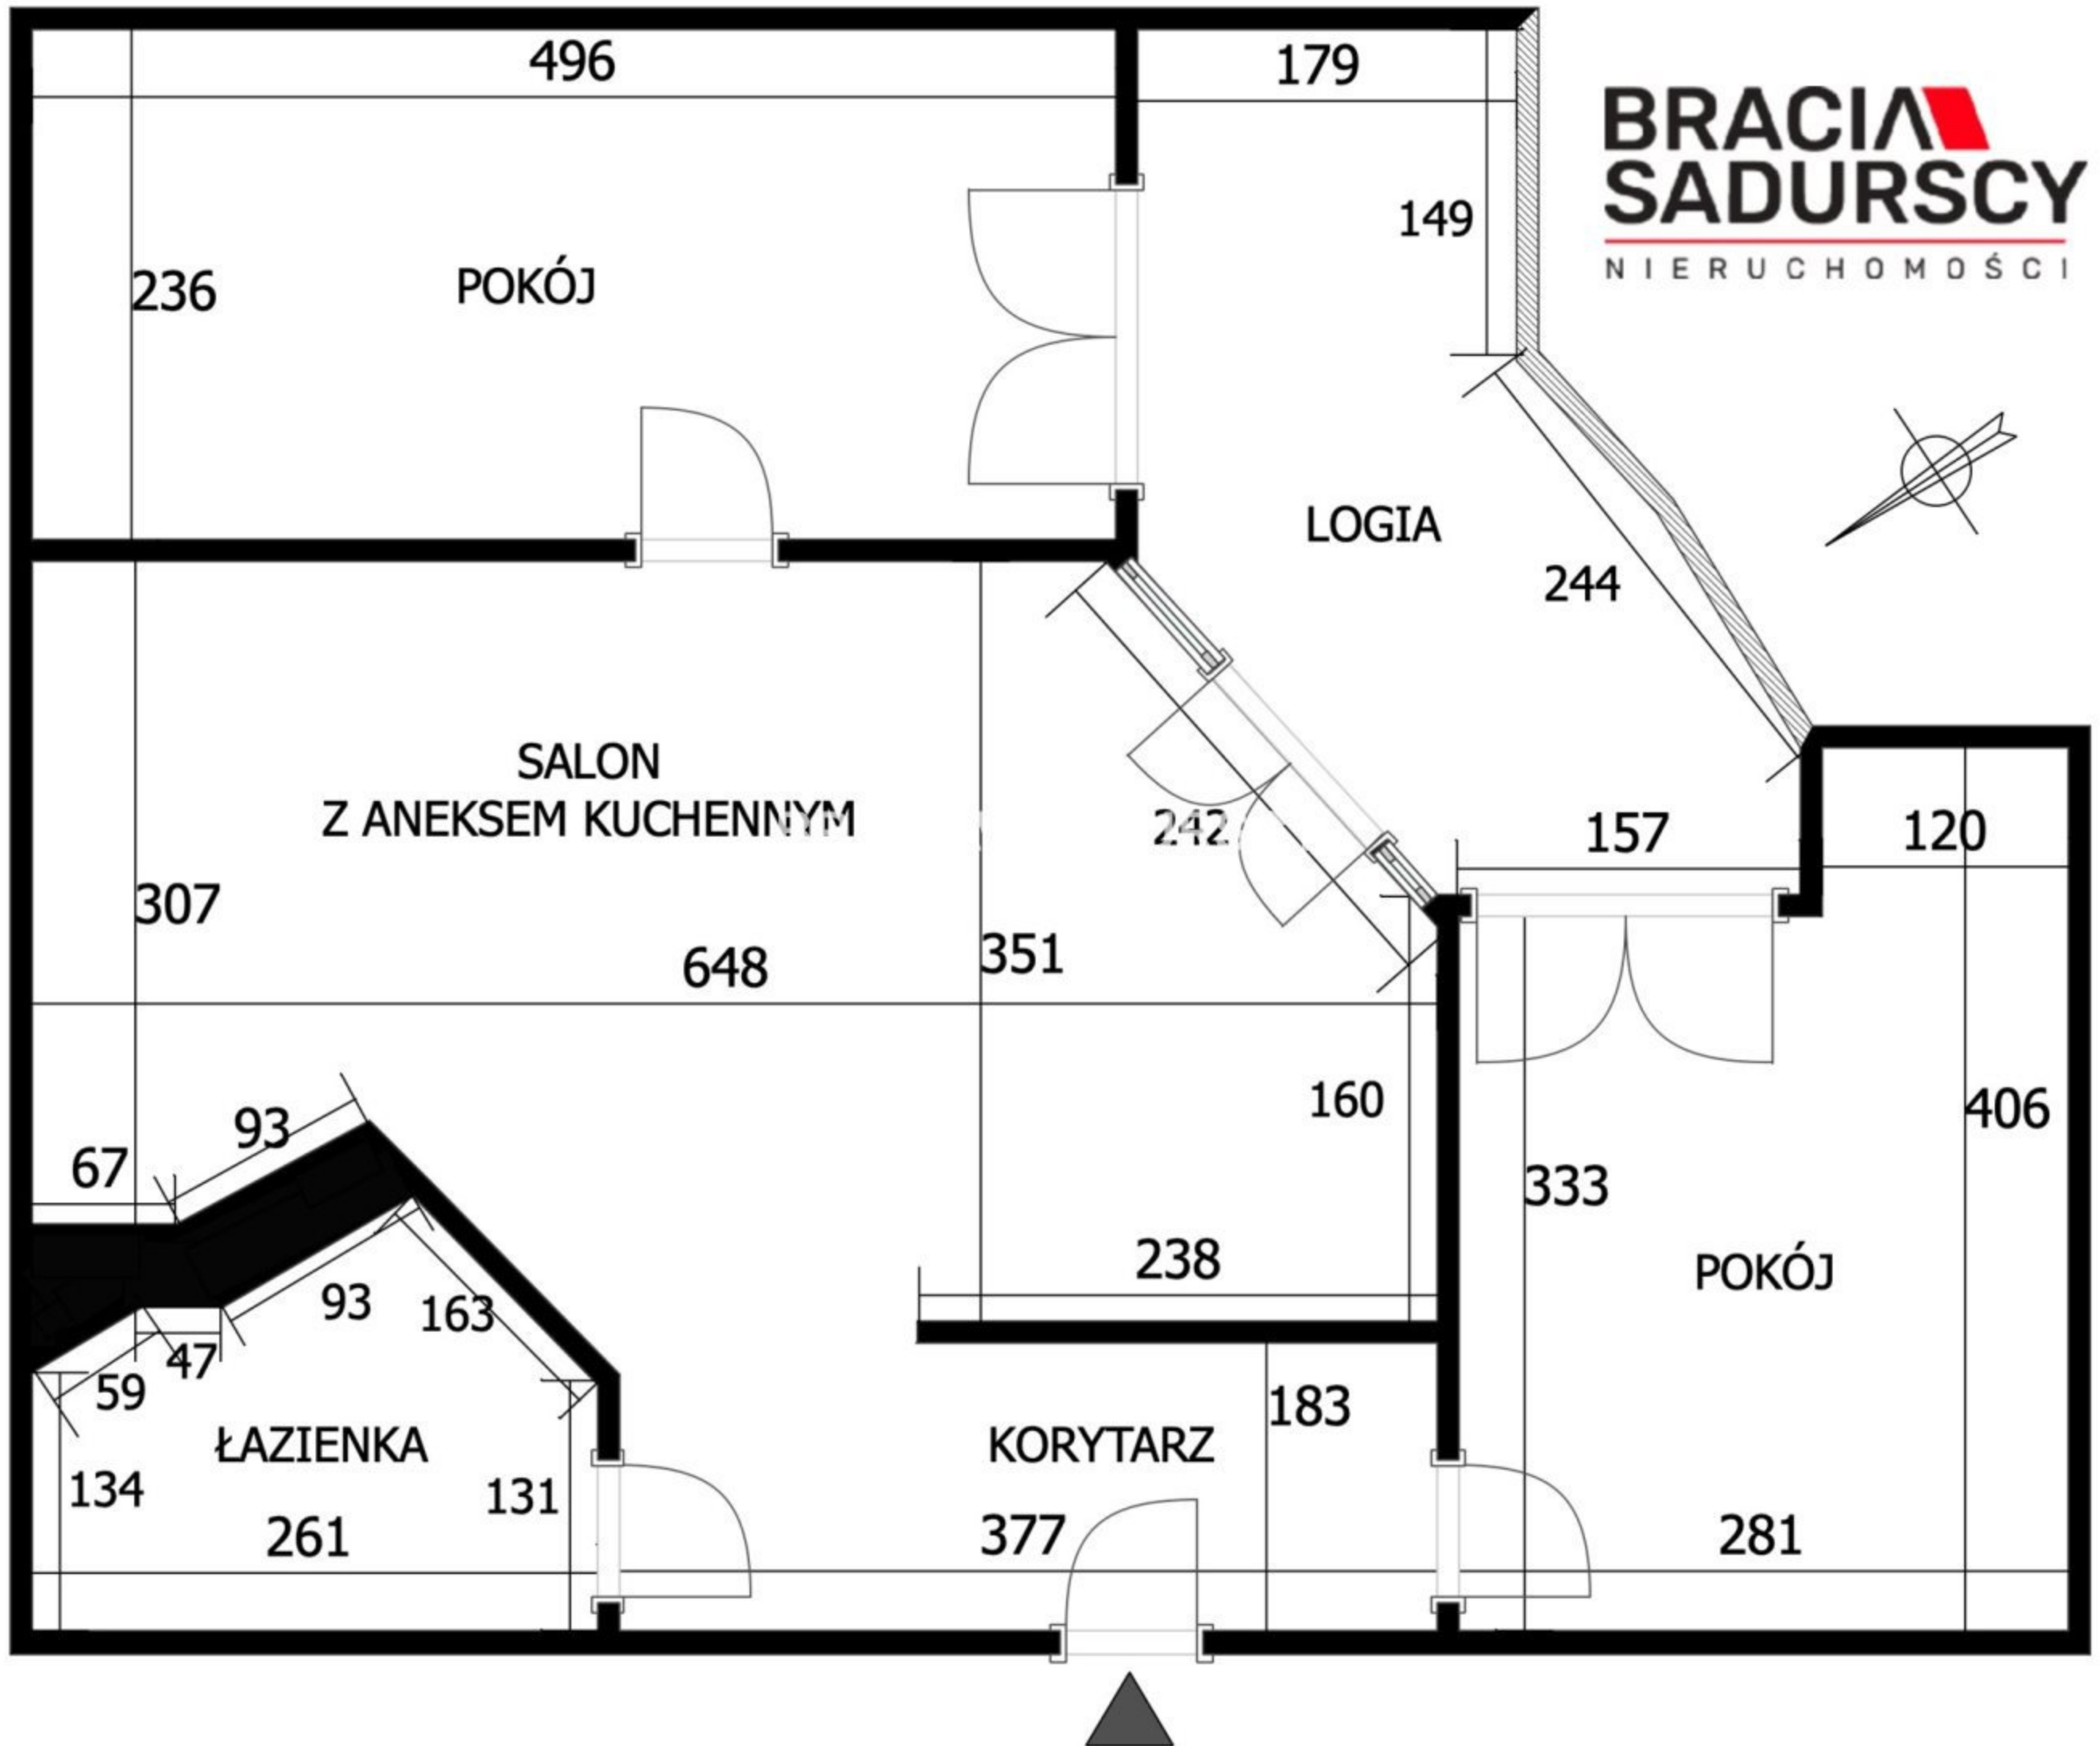 496
179
BRACIA
SADURSCY
NIERUCHOMOŚCI
149
236
POKÓJ
LOGIA
244
SALON
Z ANEKSEM KUCHENNYM
242
157
120
307
351
648
93
160
406
67
333
238
POKÓJ
93
163
47
59
183
ŁAZIENKA
KORYTARZ
134
131
261
377
281